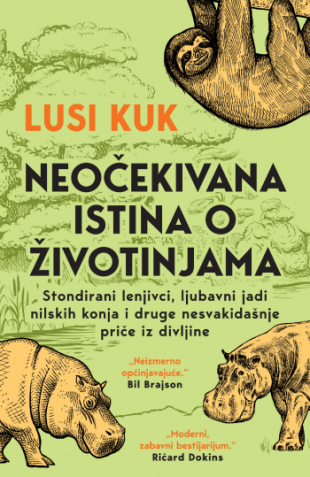 LUSI KUK
NEOČEKIVANA
ISTINA O
ŽIVOTINJAMA
Stondirani lenjivci, ljubavni jadi
nilskih konja i druge nesvakidašnje
priče iz divljine
„Neizmerno
opčinjavajuće.”
Bil Brajson
„Moderni,
zabavni bestijarijum.”
Ričard Dokins